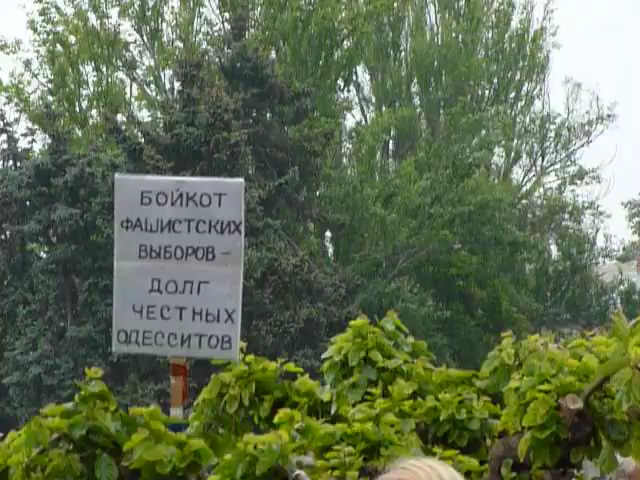 БОЙКОТ
ФАШИСТСКИХ
ВЫБОРОВ –
ДОЛГ
ЧЕСТНЫХ
ОДЕССИТОВ